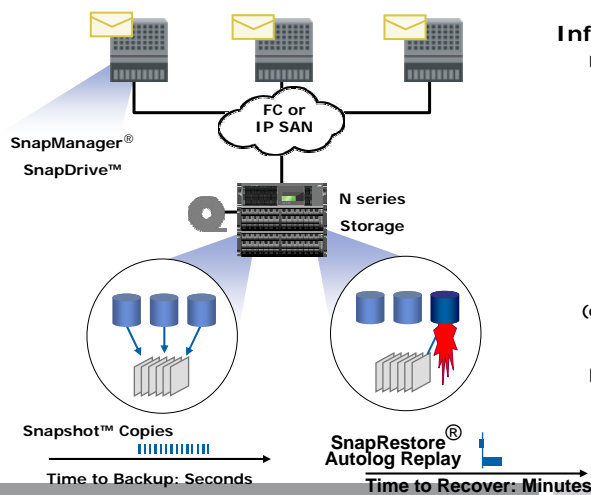 Inf
FC or
IP SAN
SnapManager®
SnapDrive™
N series
Storage
Snapshot™ Copies
Time to Backup: Seconds
SnapRestore®
Autolog Replay
Time to Recover: Minutes